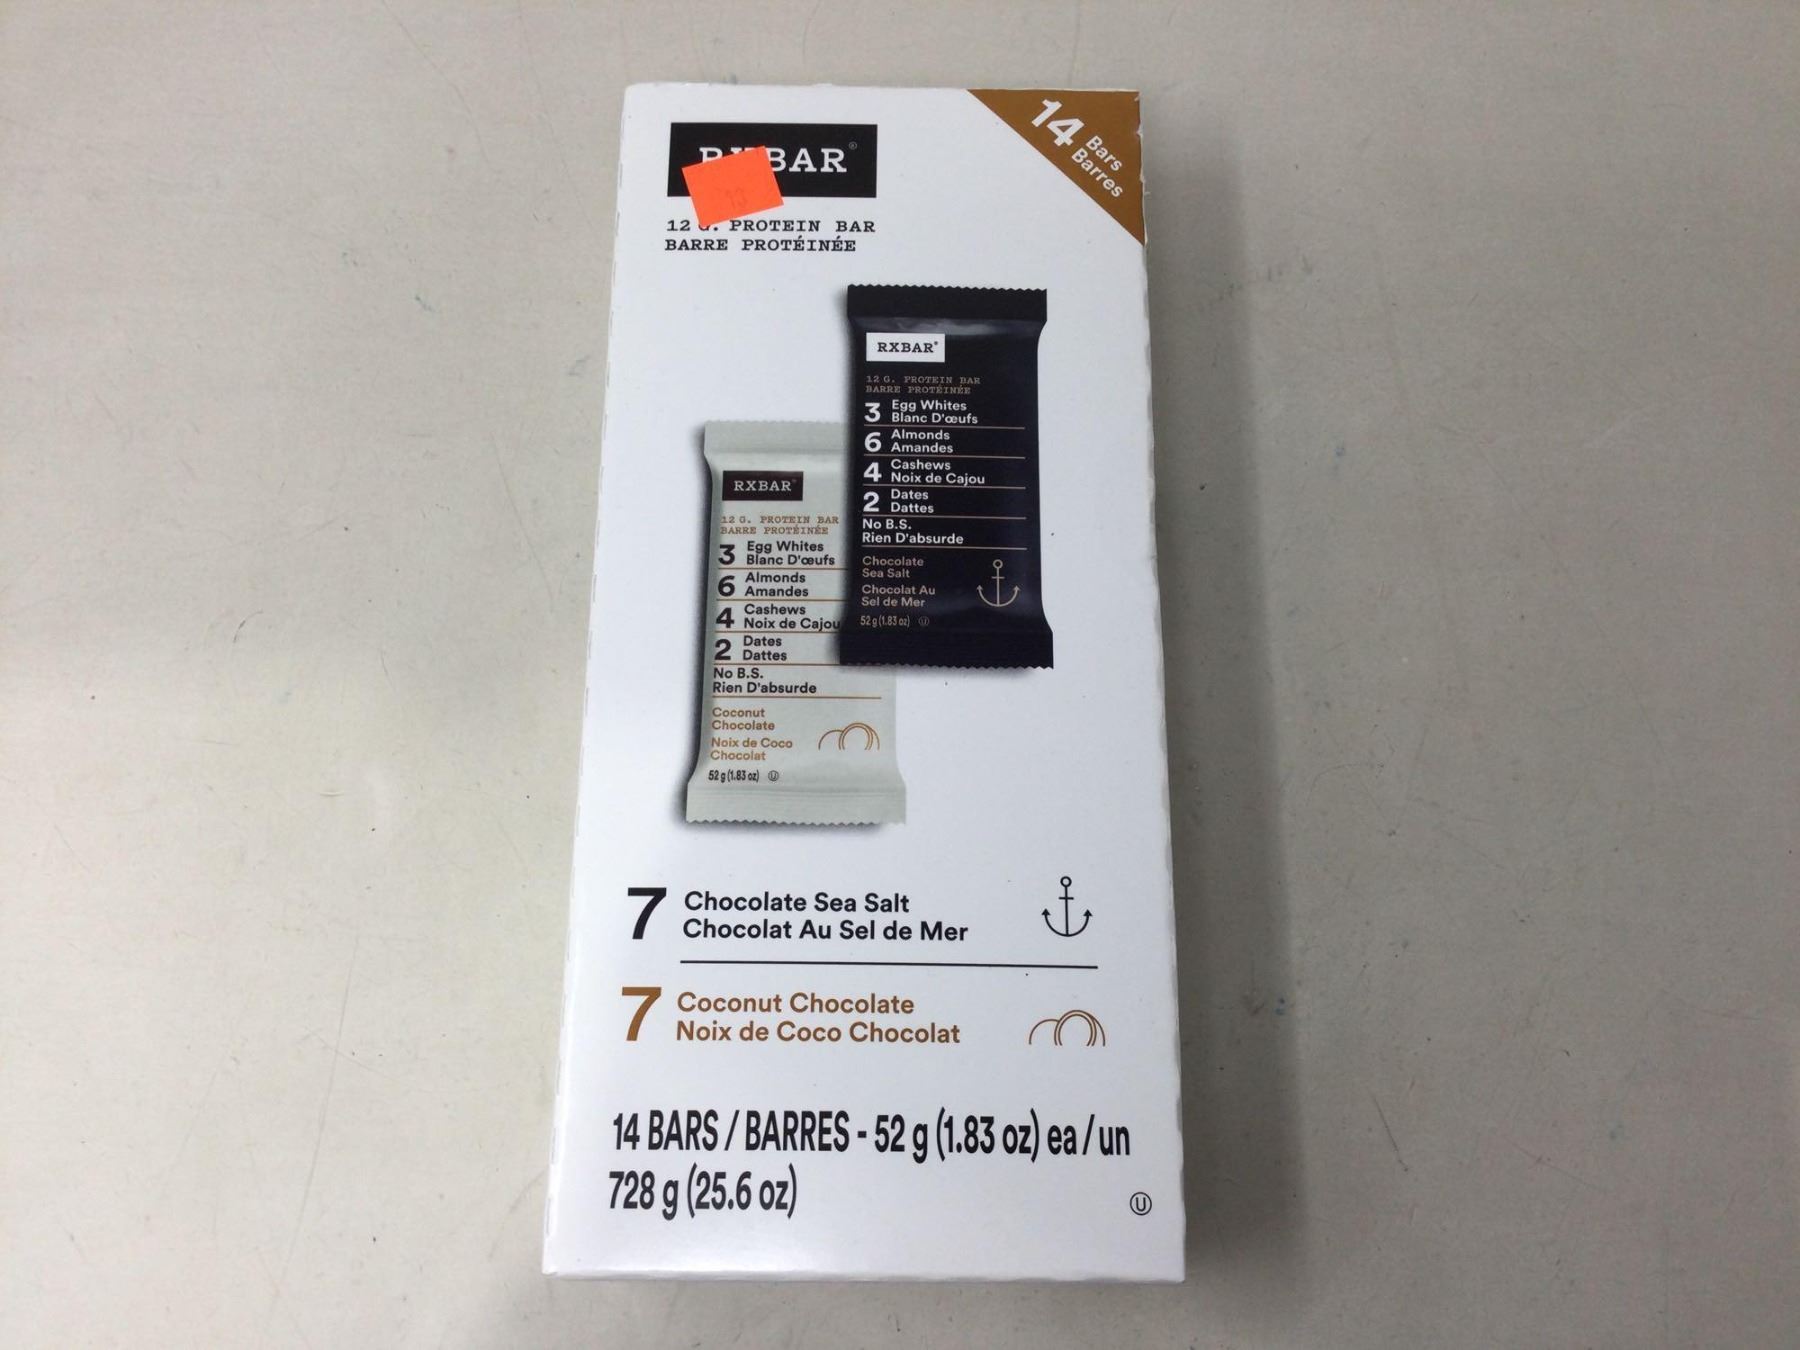 14
Bars
Barres
BAR®
12 G. PROTEIN BAR
BARRE PROTÉINÉE
RXBAR®
12 G. PROTEIN BAR
BARRE PROTÉINÉE
3 Egg Whites
Blanc D'œufs
6 Almonds
Amandes
4 Cashews
Noix de Cajou
2 Dates
Dattes
No B.S.
Rien D'absurde
Chocolate
Sea Salt
Chocolat Au
Sel de Mer
52 g (1.83 oz) U
RXBAR®
12 G. PROTEIN BAR
BARRE PROTÉINÉE
3 Egg Whites
Blanc D'œufs
6 Almonds
Amandes
4 Cashews
Noix de Cajou
2 Dates
Dattes
No B.S.
Rien D'absurde
Coconut
Chocolate
Noix de Coco
Chocolat
52 g (1.83 oz) U
7 Chocolate Sea Salt
Chocolat Au Sel de Mer
7 Coconut Chocolate
Noix de Coco Chocolat
14 BARS / BARRES - 52 g (1.83 oz) ea / un
728 g (25.6 oz)
U